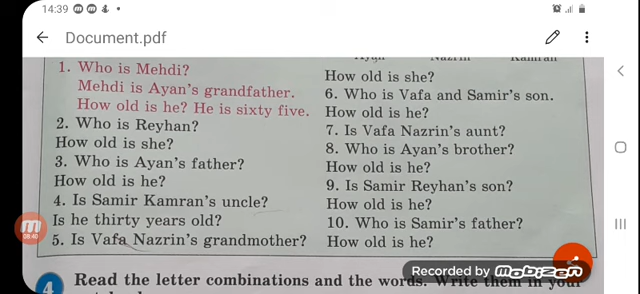 14:39
Document.pdf
Nazrin
Kamran
1. Who is Mehdi?
Mehdi is Ayan's grandfather.
How old is he? He is sixty five.
2. Who is Reyhan?
How old is she?
3. Who is Ayan's father?
How old is he?
4. Is Samir Kamran's uncle?
Is he thirty years old?
5. Is Vafa Nazrin's grandmother?
How old is she?
6. Who is Vafa and Samir's son.
How old is he?
7. Is Vafa Nazrin's aunt?
8. Who is Ayan's brother?
How old is he?
9. Is Samir Reyhan's son?
How old is he?
10. Who is Samir's father?
How old is he?
4 Read the letter combinations and the words. Write them in your
Recorded by Mobizen